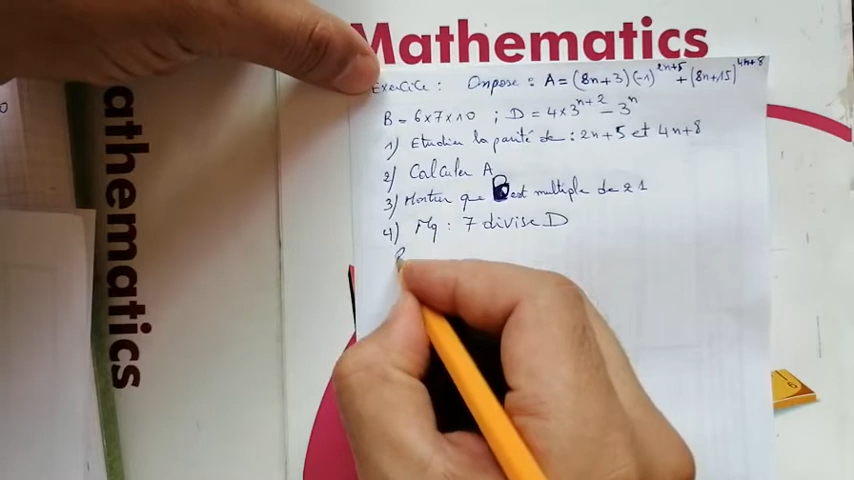 Mathematics
Mathematics
Exercice : On pose : A = (8n+3)(-1)^2n+5 + (8n+15)^4n+8
B = 6×7×10 ; D = 4×3^n+2 - 3^n
1) Etudier la parité de : 2n+5 et 4n+8
2) Calculer A
3) Montrer que B est multiple de 21
4) Mq : 7 divise D